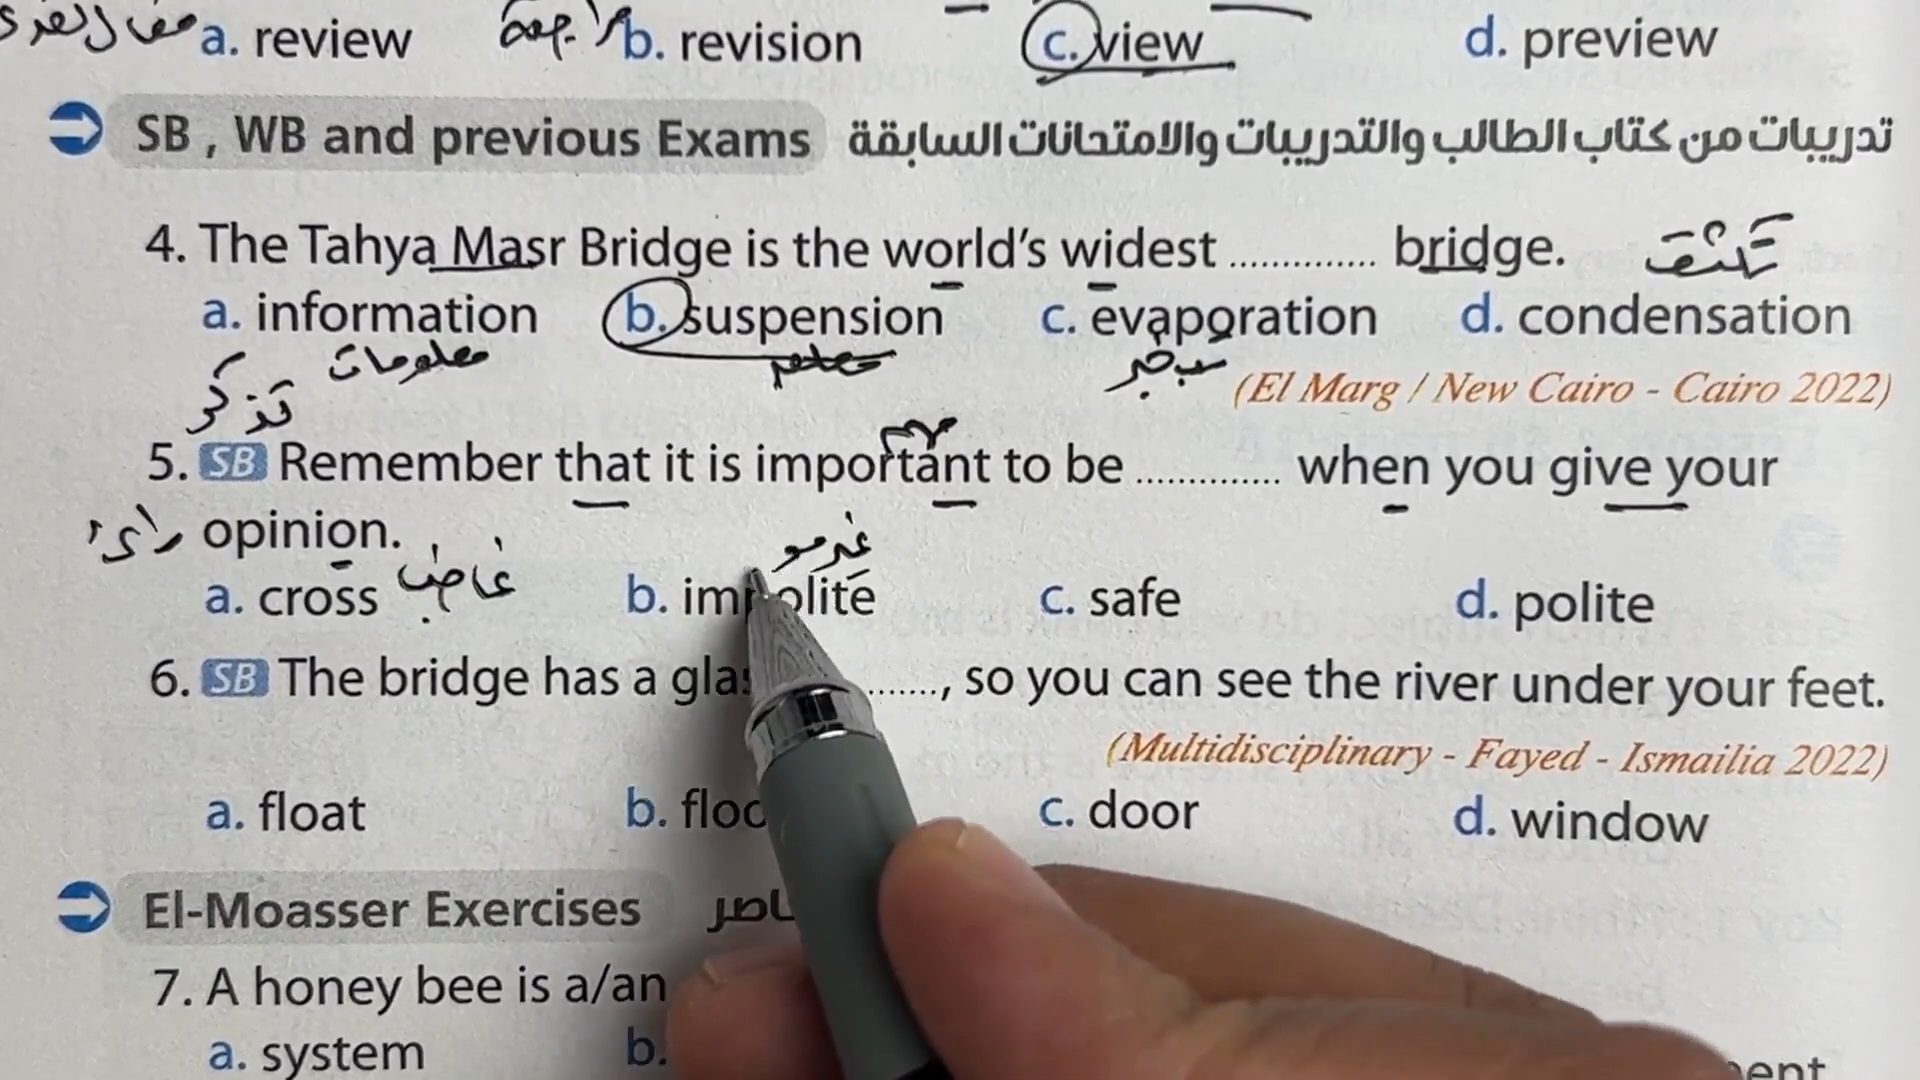 a. review b. revision c. view d. preview
SB , WB and previous Exams تدريبات من كتاب الطالب والتدريبات والامتحانات السابقة
4. The Tahya Masr Bridge is the world's widest .............. bridge.
a. information b. suspension c. evaporation d. condensation
معلومات
(El Marg / New Cairo - Cairo 2022)
تذكر
مهم
5. SB Remember that it is important to be .............. when you give your
opinion.
غاضب
a. cross b. impolite c. safe d. polite
6. SB The bridge has a ......., so you can see the river under your feet.
(Multidisciplinary - Fayed - Ismailia 2022)
a. float b. c. door d. window
El-Moasser Exercises
7. A honey bee is a/an
a. system b.